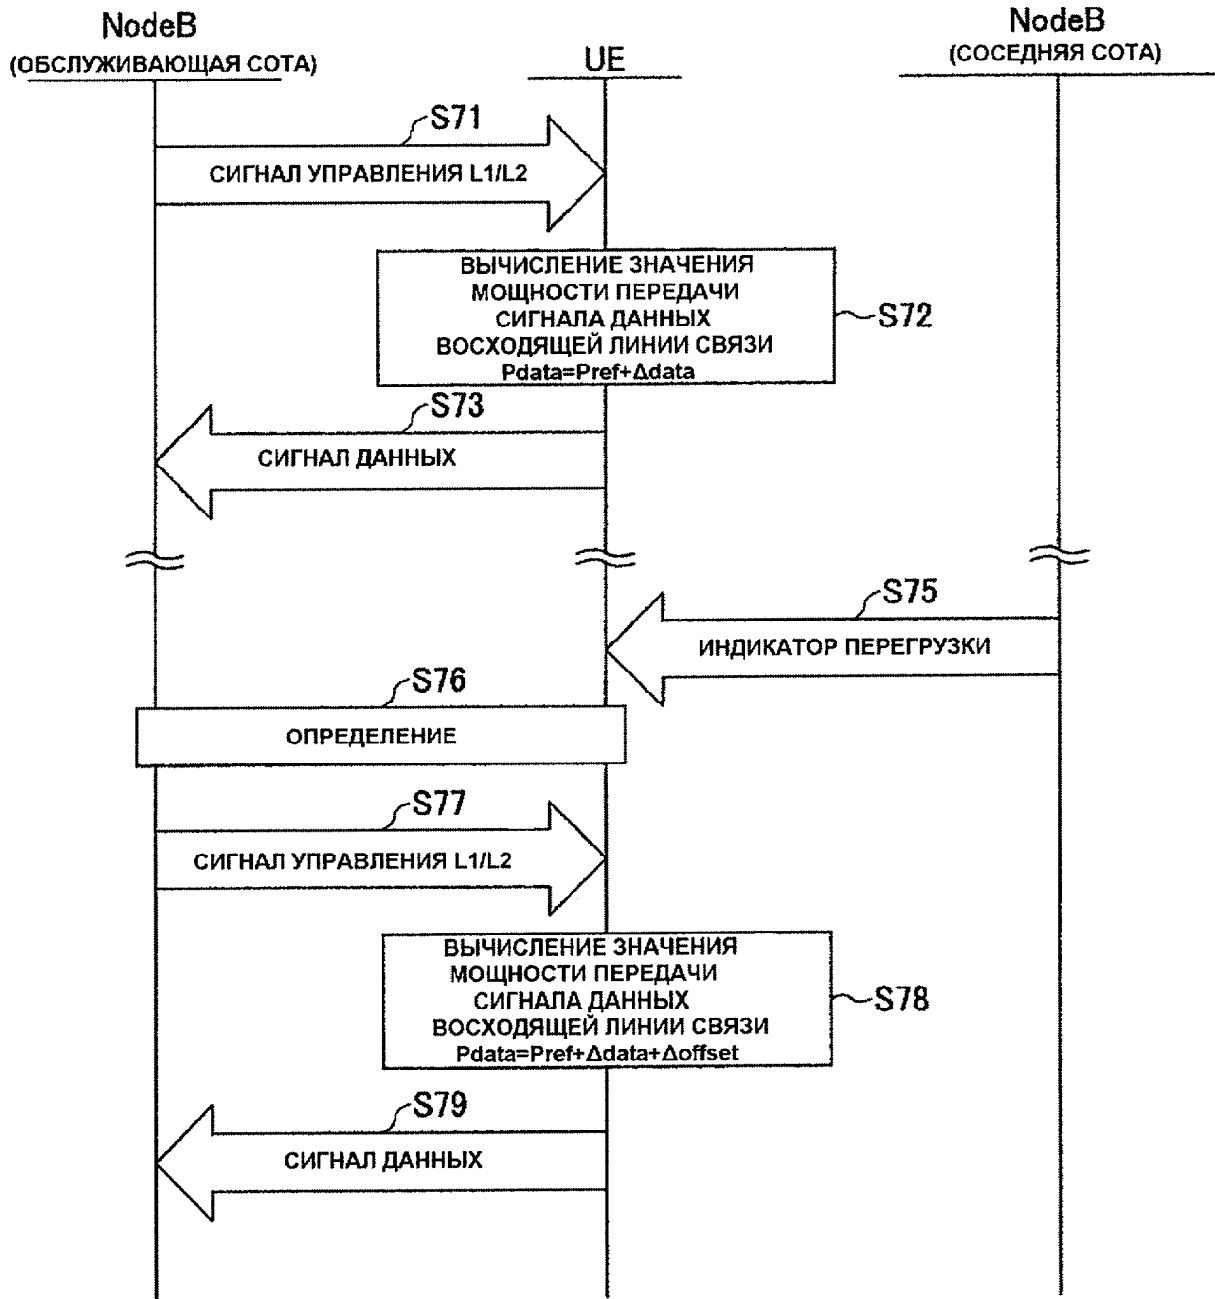 NodeB
(ОБСЛУЖИВАЮЩАЯ СОТА)
UE
NodeB
(СОСЕДНЯЯ СОТА)
S71
СИГНАЛ УПРАВЛЕНИЯ L1/L2
ВЫЧИСЛЕНИЕ ЗНАЧЕНИЯ
МОЩНОСТИ ПЕРЕДАЧИ
СИГНАЛА ДАННЫХ
ВОСХОДЯЩЕЙ ЛИНИИ СВЯЗИ
Pdata=Pref+Δdata
S72
S73
СИГНАЛ ДАННЫХ
S75
ИНДИКАТОР ПЕРЕГРУЗКИ
S76
ОПРЕДЕЛЕНИЕ
S77
СИГНАЛ УПРАВЛЕНИЯ L1/L2
ВЫЧИСЛЕНИЕ ЗНАЧЕНИЯ
МОЩНОСТИ ПЕРЕДАЧИ
СИГНАЛА ДАННЫХ
ВОСХОДЯЩЕЙ ЛИНИИ СВЯЗИ
Pdata=Pref+Δdata+Δoffset
S78
S79
СИГНАЛ ДАННЫХ